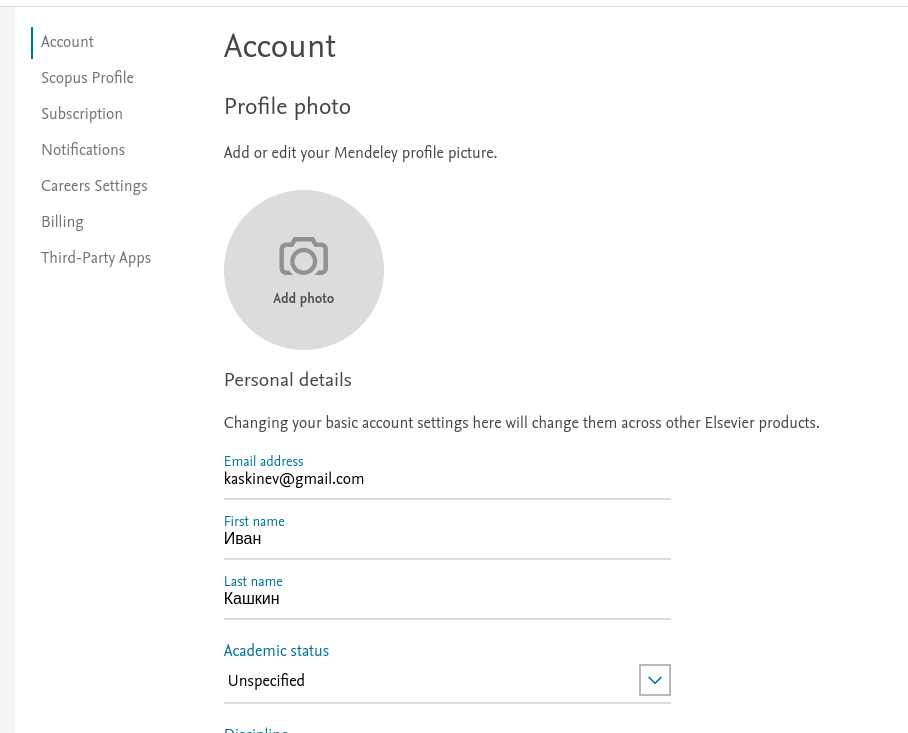 Account
Scopus Profile
Subscription
Notifications
Careers Settings
Billing
Third-Party Apps
Account
Profile photo
Add or edit your Mendeley profile picture.
Add photo
Personal details
Changing your basic account settings here will change them across other Elsevier products.
Email address
kaskinev@gmail.com
First name
Иван
Last name
Кашкин
Academic status
Unspecified
Discipline